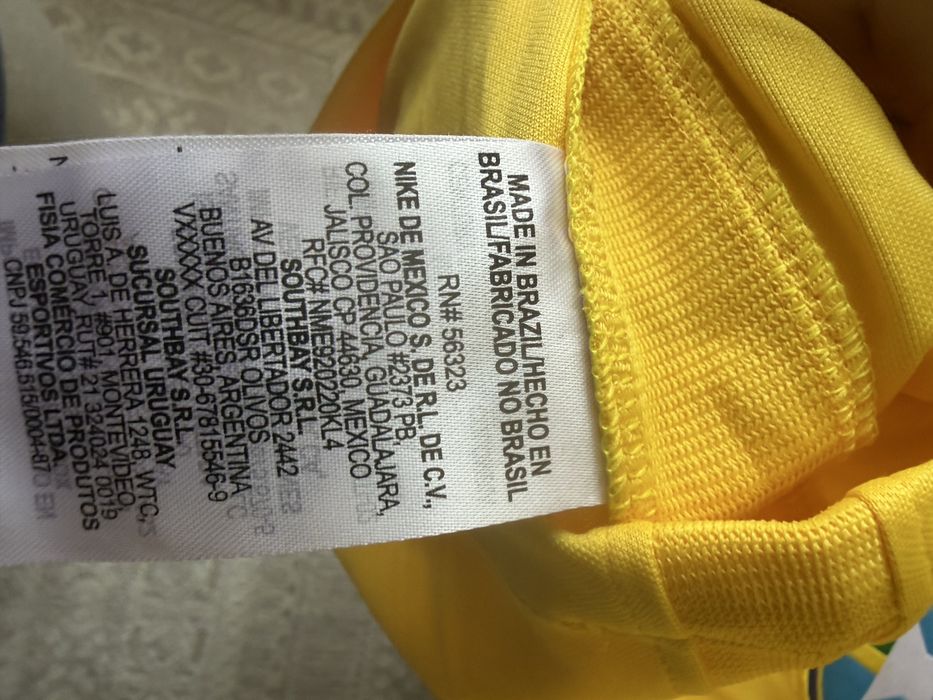 MADE IN BRAZIL/HECHO EN
BRASIL/FABRICADO NO BRASIL
RN# 56323
NIKE DE MEXICO S. DE R.L. DE C.V.,
SAO PAULO #2373 PB,
COL. PROVIDENCIA, GUADALAJARA,
JALISCO CP 44630, MEXICO
RFC# NME920220KL4
SOUTHBAY S.R.L.
AV DEL LIBERTADOR 2442
B1636DSR OLIVOS
BUENOS AIRES, ARGENTINA
VXXXXX CUIT #30-67815546-9
SOUTHBAY S.R.L.
SUCURSAL URUGUAY
LUISA. DE HERRERA 1248, WTC,
TORRE 1, #901, MONTEVIDEO,
URUGUAY, RUT # 21 324024 0019
FISIA COMERCIO DE PRODUTOS
ESPORTIVOS LTDA.